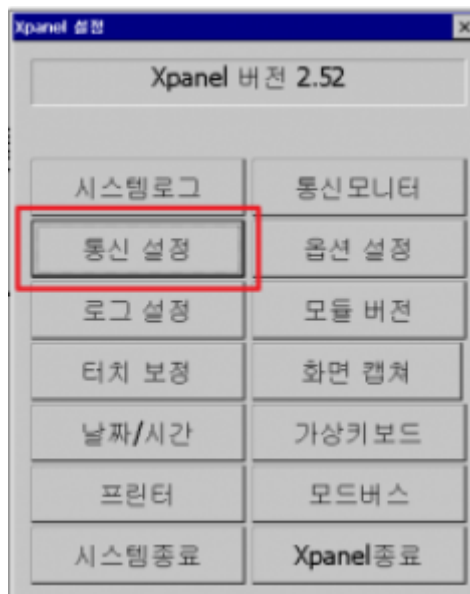 Xpanel 설정
Xpanel 버전 2.52
시스템로그 통신모니터
통신 설정 옵션 설정
로그 설정 모듈 버전
터치 보정 화면 캡쳐
날짜/시간 가상키보드
프린터 모드버스
시스템종료 Xpanel종료